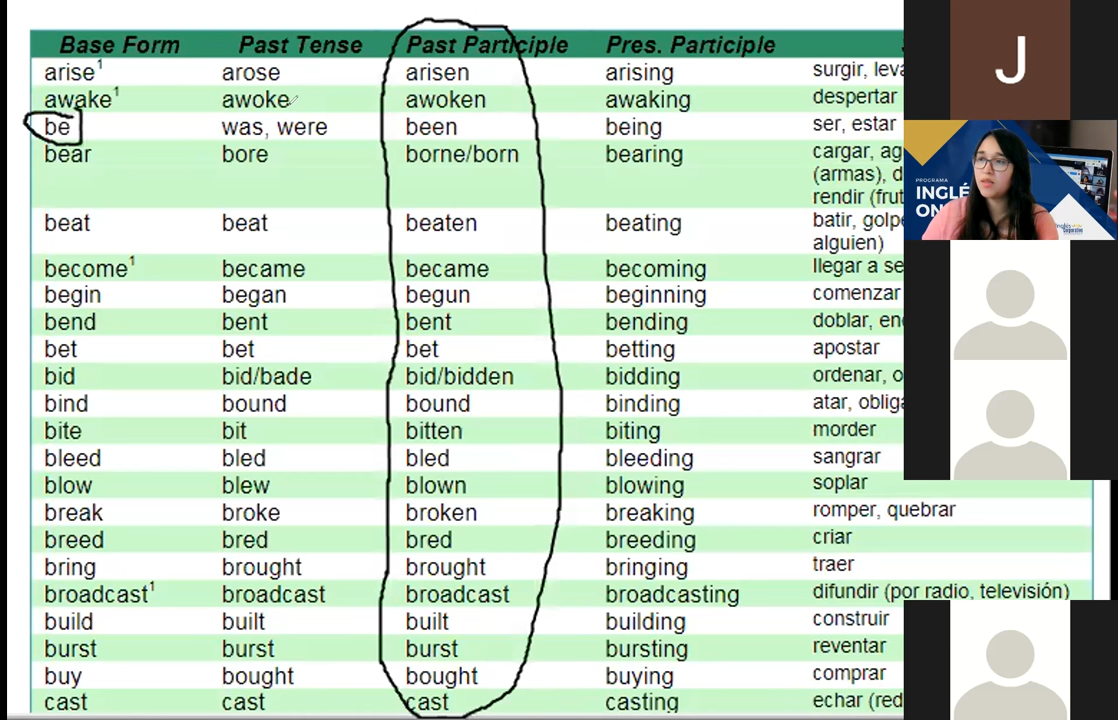 Base Form Past Tense Past Participle Pres. Participle
arise¹ arose arisen arising surgir, leva
awake¹ awoke awoken awaking despertar
be was, were been being ser, estar
bear bore borne/born bearing cargar, ag
(armas), d
rendir (frut
beat beat beaten beating batir, golpe
alguien)
become¹ became became becoming llegar a se
begin began begun beginning comenzar
bend bent bent bending doblar, en
bet bet bet betting apostar
bid bid/bade bid/bidden bidding ordenar, o
bind bound bound binding atar, obliga
bite bit bitten biting morder
bleed bled bled bleeding sangrar
blow blew blown blowing soplar
break broke broken breaking romper, quebrar
breed bred bred breeding criar
bring brought brought bringing traer
broadcast¹ broadcast broadcast broadcasting difundir (por radio, televisión)
build built built building construir
burst burst burst bursting reventar
buy bought bought buying comprar
cast cast cast casting echar (red
J
PROGRAMA
INGLÉ
ON